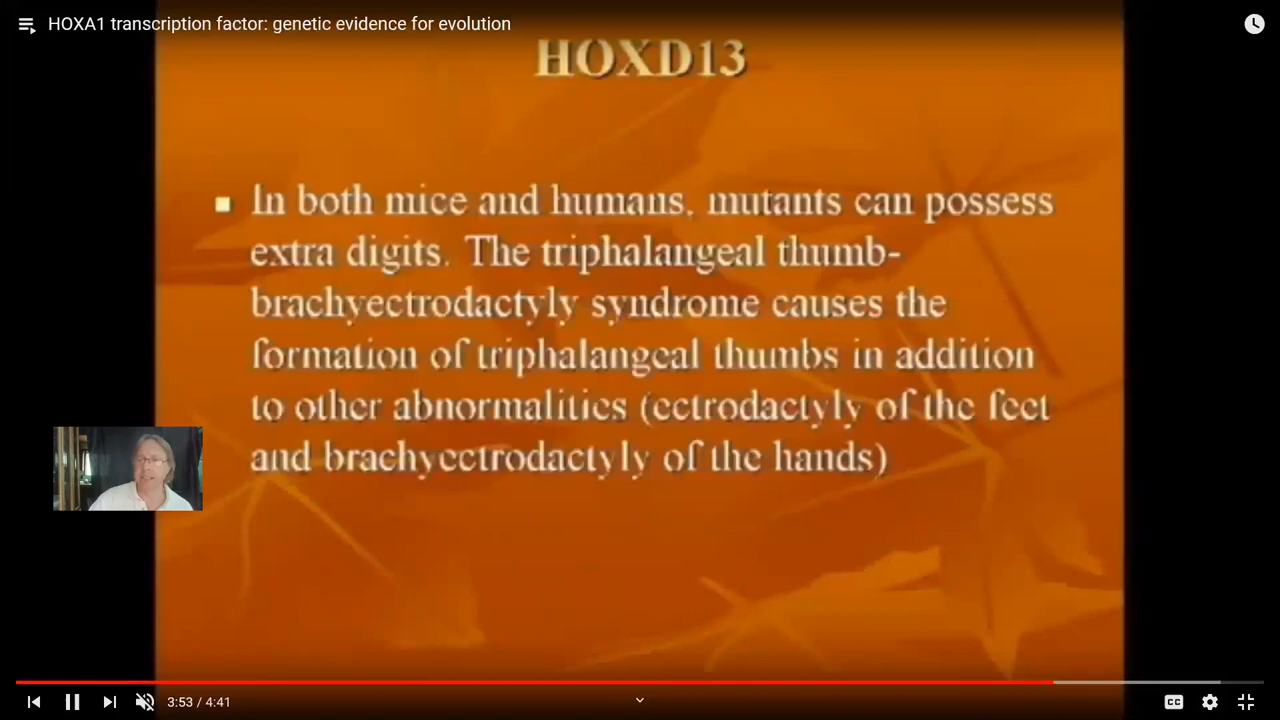 HOXA1 transcription factor: genetic evidence for evolution
HOXD13
In both mice and humans, mutants can possess
extra digits. The triphalangeal thumb-
brachyectrodactyly syndrome causes the
formation of triphalangeal thumbs in addition
to other abnormalities (ectrodactyly of the feet
and brachyectrodactyly of the hands)
3:53 / 4:41
CC